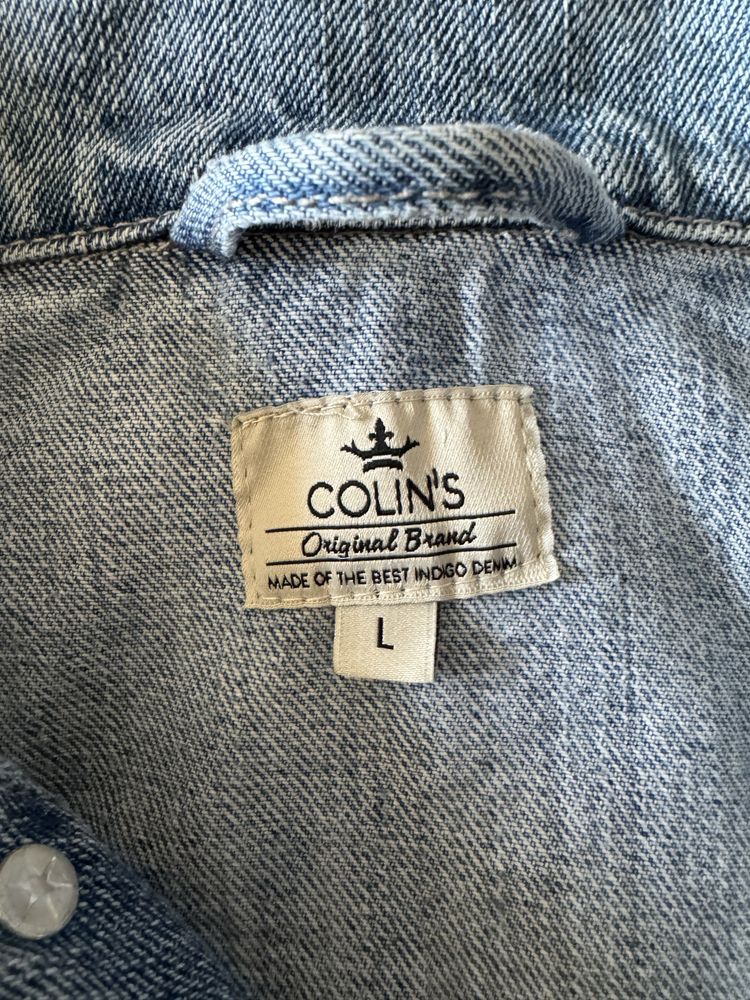 COLIN'S
Original Brand
MADE OF THE BEST INDIGO DENIM
L